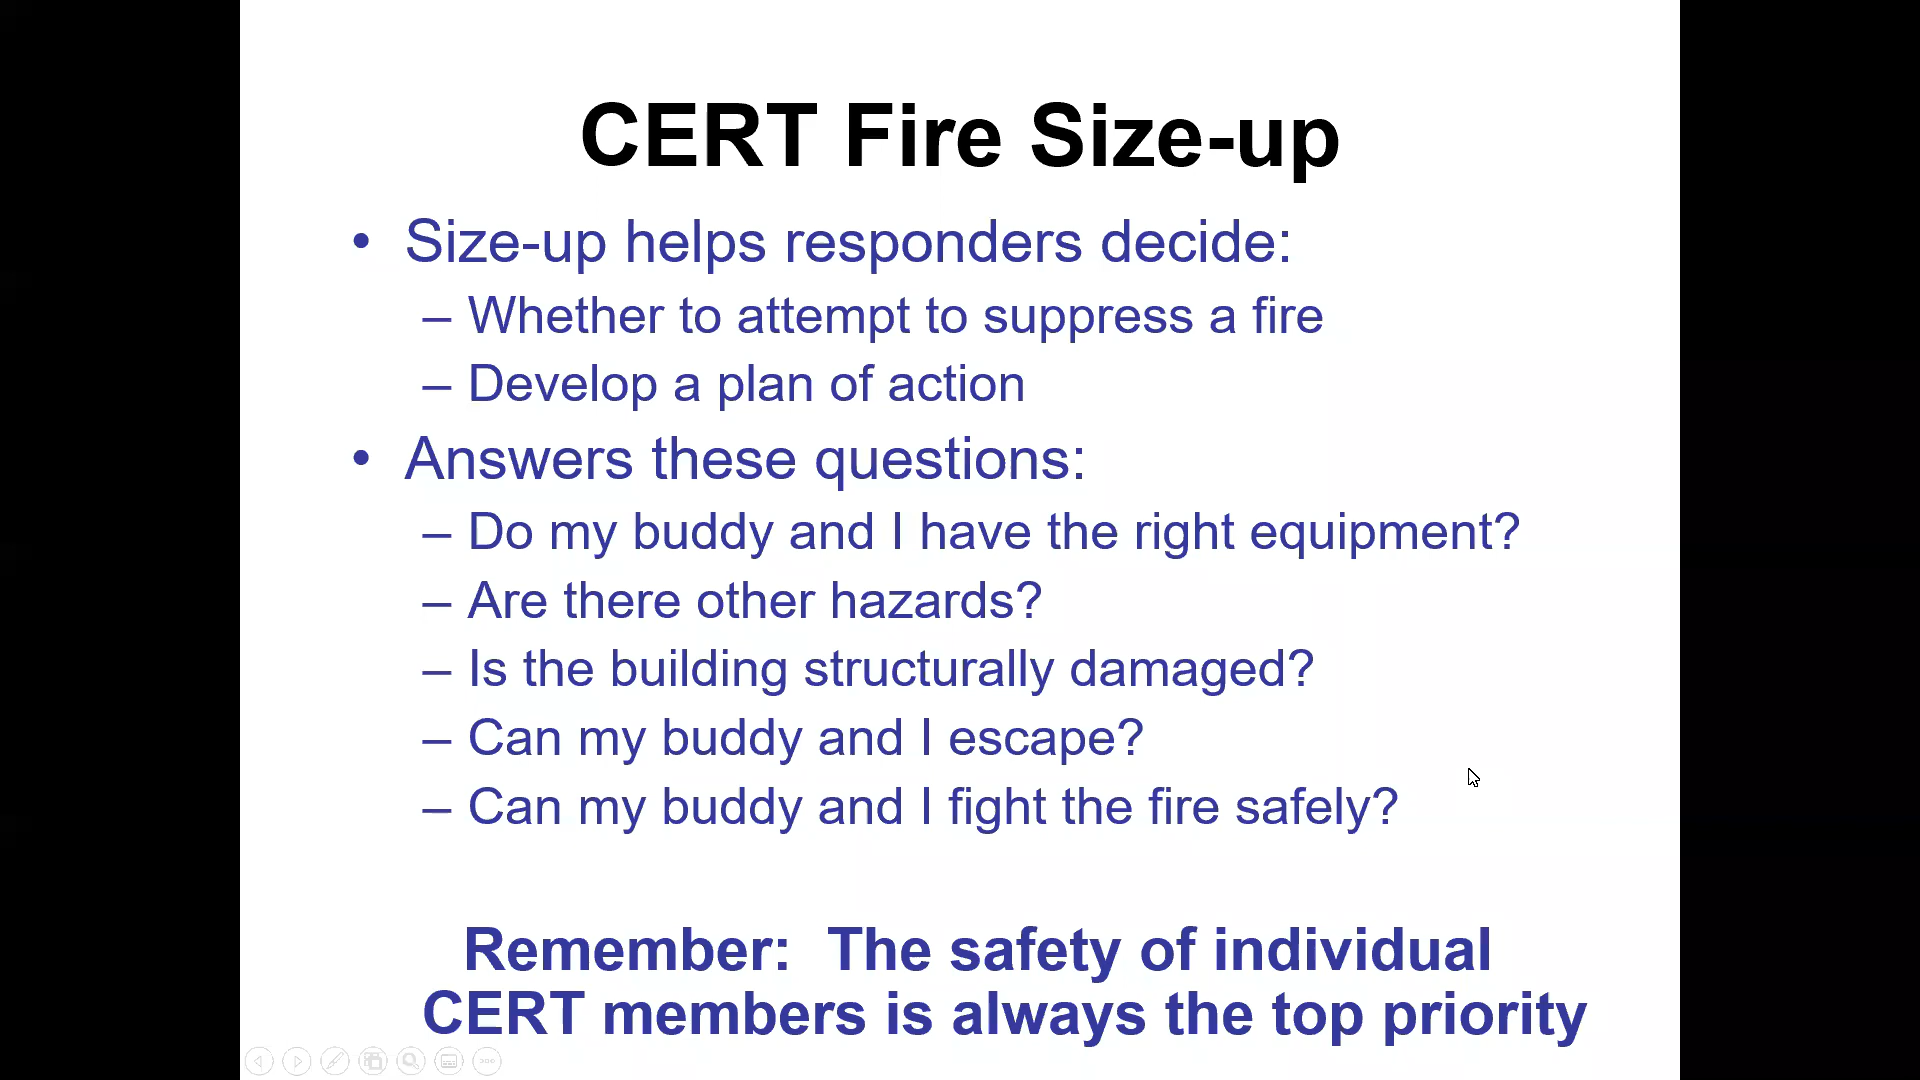 CERT Fire Size-up
• Size-up helps responders decide:
– Whether to attempt to suppress a fire
– Develop a plan of action
• Answers these questions:
– Do my buddy and I have the right equipment?
– Are there other hazards?
– Is the building structurally damaged?
– Can my buddy and I escape?
– Can my buddy and I fight the fire safely?
Remember:  The safety of individual
CERT members is always the top priority